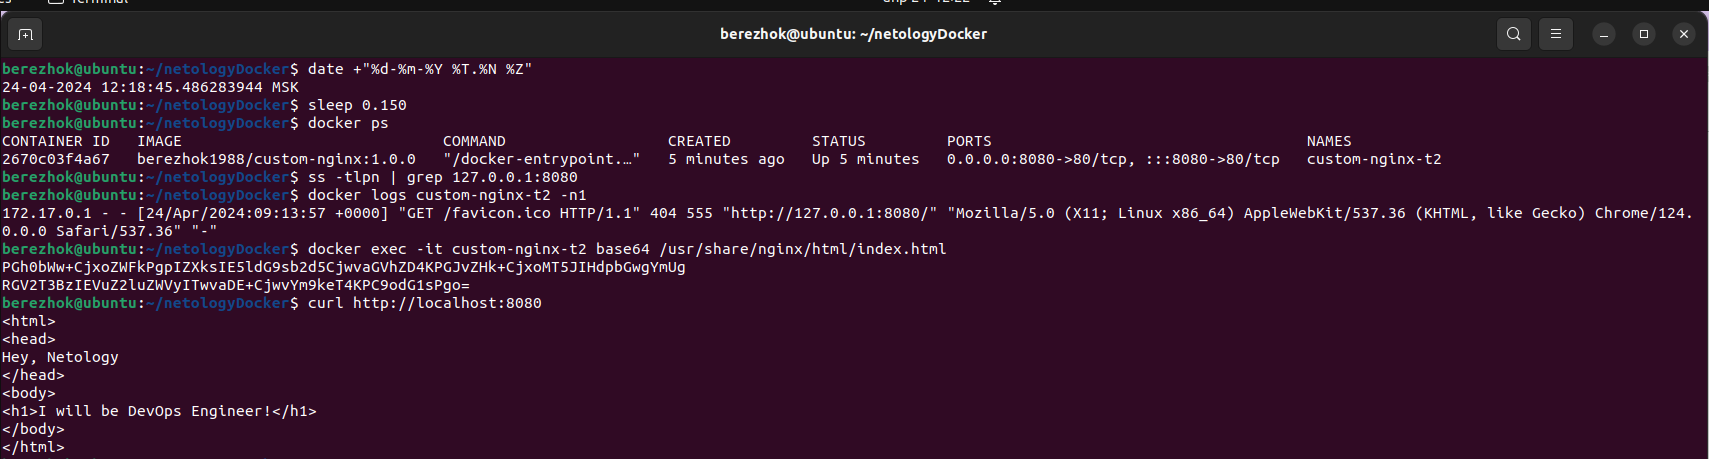 Terminal
berezhok@ubuntu: ~/netologyDocker
berezhok@ubuntu:~/netologyDocker$ date +"%d-%m-%Y %T.%N %Z"
24-04-2024 12:18:45.486283944 MSK
berezhok@ubuntu:~/netologyDocker$ sleep 0.150
berezhok@ubuntu:~/netologyDocker$ docker ps
CONTAINER ID   IMAGE                           COMMAND                  CREATED         STATUS         PORTS                                   NAMES
2670c03f4a67   berezhok1988/custom-nginx:1.0.0   "/docker-entrypoint.…"   5 minutes ago   Up 5 minutes   0.0.0.0:8080->80/tcp, :::8080->80/tcp   custom-nginx-t2
berezhok@ubuntu:~/netologyDocker$ ss -tlpn | grep 127.0.0.1:8080
berezhok@ubuntu:~/netologyDocker$ docker logs custom-nginx-t2 -n1
172.17.0.1 - - [24/Apr/2024:09:13:57 +0000] "GET /favicon.ico HTTP/1.1" 404 555 "http://127.0.0.1:8080/" "Mozilla/5.0 (X11; Linux x86_64) AppleWebKit/537.36 (KHTML, like Gecko) Chrome/124.
0.0.0 Safari/537.36" "-"
berezhok@ubuntu:~/netologyDocker$ docker exec -it custom-nginx-t2 base64 /usr/share/nginx/html/index.html
PGh0bWw+CjxoZWFkPgpIZXksIE5ldG9sb2d5CjwvaGVhZD4KPGJvZHk+CjxoMT5JIHdpbGwgYmUg
RGV2T3BzIEVuZ2luZWVyITwvaDE+CjwvYm9keT4KPC9odG1sPgo=
berezhok@ubuntu:~/netologyDocker$ curl http://localhost:8080
<html>
<head>
Hey, Netology
</head>
<body>
<h1>I will be DevOps Engineer!</h1>
</body>
</html>